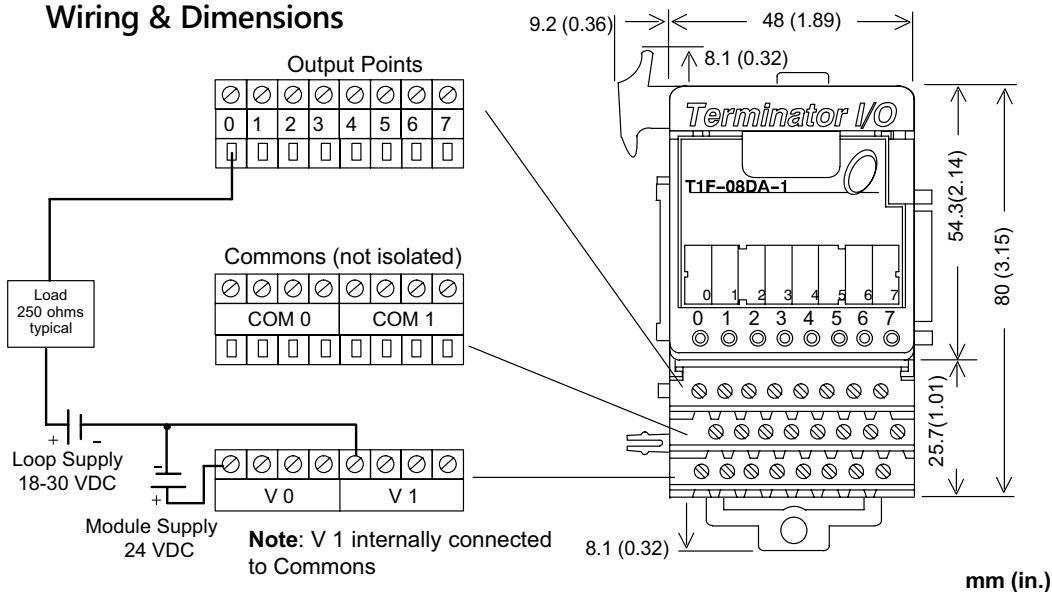 Wiring & Dimensions
Output Points
0 1 2 3 4 5 6 7
Commons (not isolated)
COM 0 COM 1
Load
250 ohms
typical
+ -
Loop Supply
18-30 VDC
-
+
Module Supply
24 VDC
V 0 V 1
Note: V 1 internally connected
to Commons
9.2 (0.36)
48 (1.89)
8.1 (0.32)
Terminator I/O
T1F-08DA-1
0 1 2 3 4 5 6 7
0 1 2 3 4 5 6 7
54.3(2.14)
80 (3.15)
25.7(1.01)
8.1 (0.32)
mm (in.)